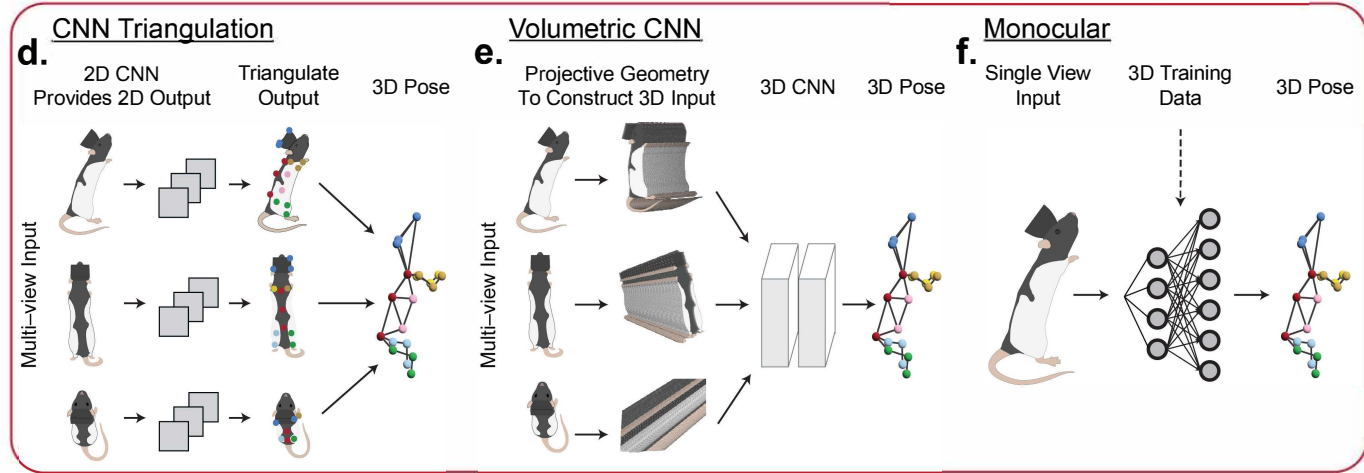 d.
CNN Triangulation
2D CNN
Provides 2D Output
Triangulate
Output
3D Pose
Multi–view Input
e.
Volumetric CNN
Projective Geometry
To Construct 3D Input
3D CNN
3D Pose
Multi–view Input
f.
Monocular
Single View
Input
3D Training
Data
3D Pose